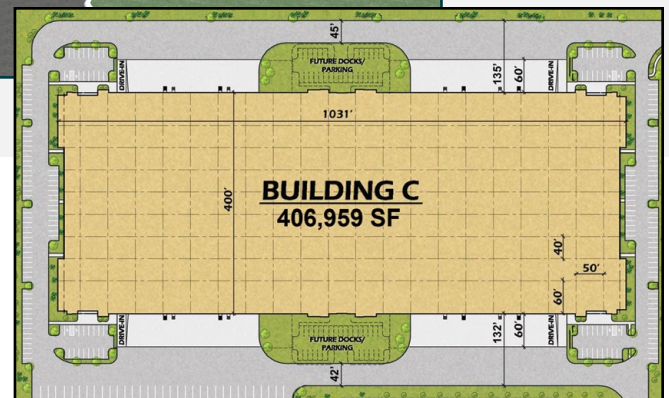 45'
FUTURE DOCKS/
PARKING
DRIVE-IN
135'
60'
DRIVE-IN
1031'
400'
BUILDING C
406,959 SF
40'
50'
60'
DRIVE-IN
FUTURE DOCKS/
PARKING
132'
60'
DRIVE-IN
42'